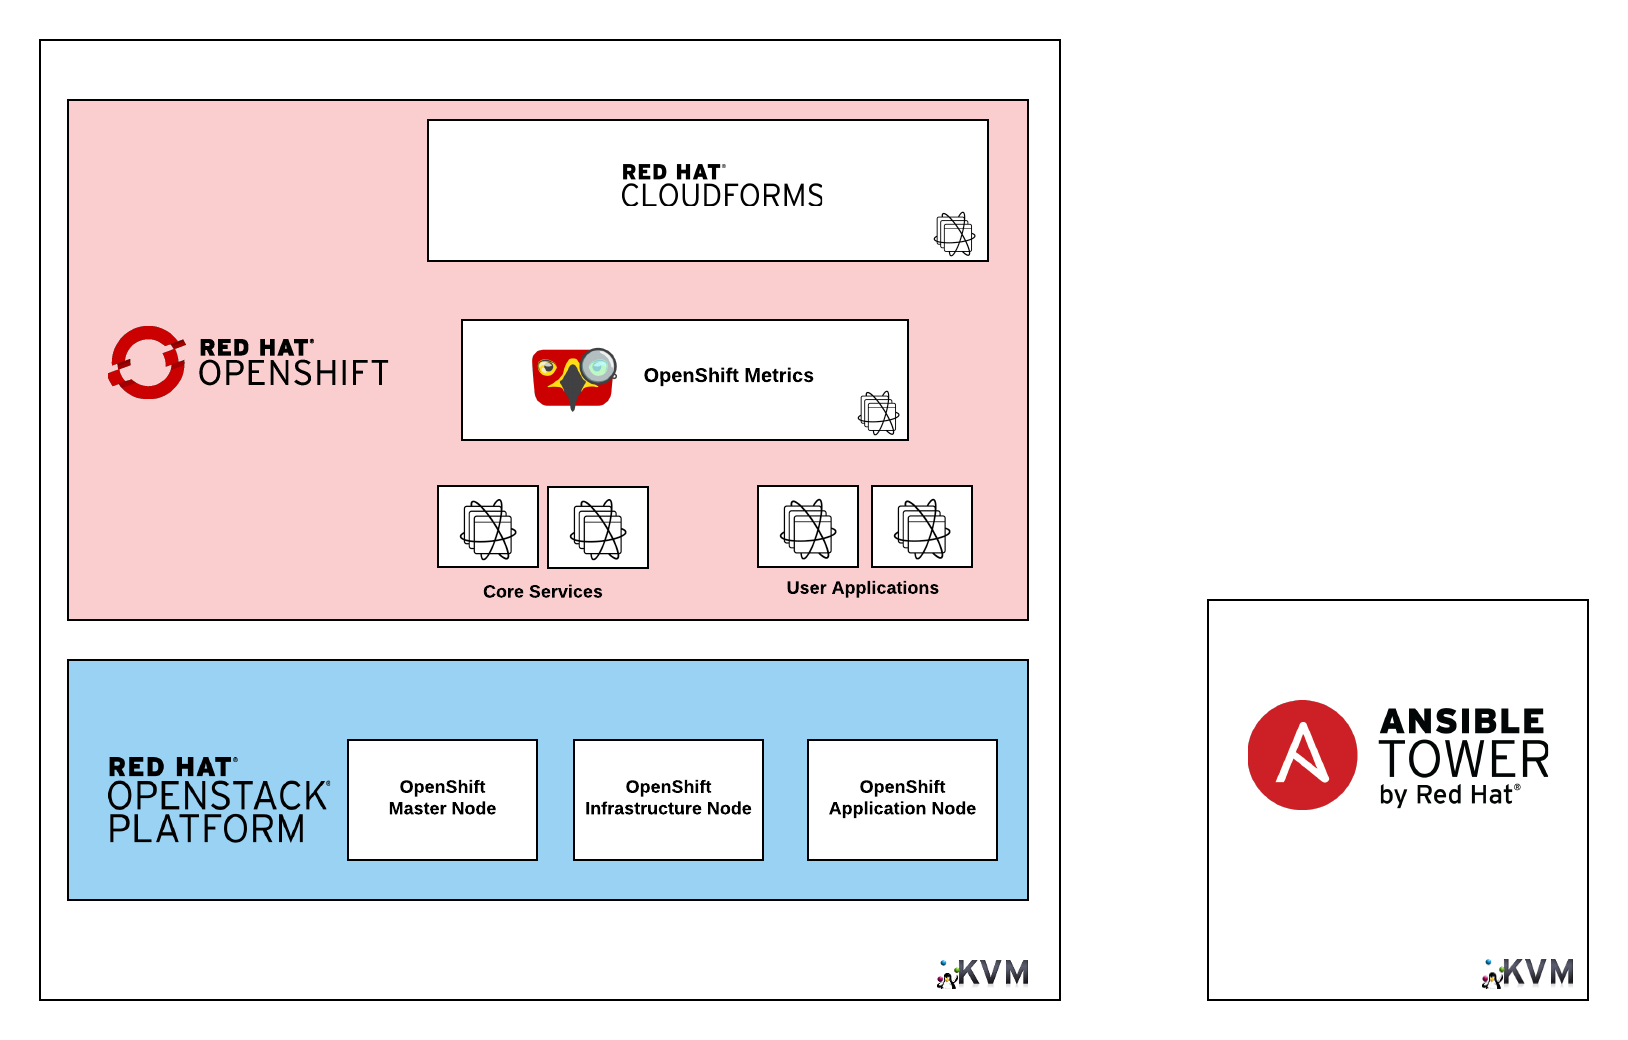 RED HAT®
CLOUDFORMS
RED HAT®
OPENSHIFT
OpenShift Metrics
Core Services
User Applications
RED HAT®
OPENSTACK®
PLATFORM
OpenShift
Master Node
OpenShift
Infrastructure Node
OpenShift
Application Node
KVM
ANSIBLE
TOWER
by Red Hat®
KVM